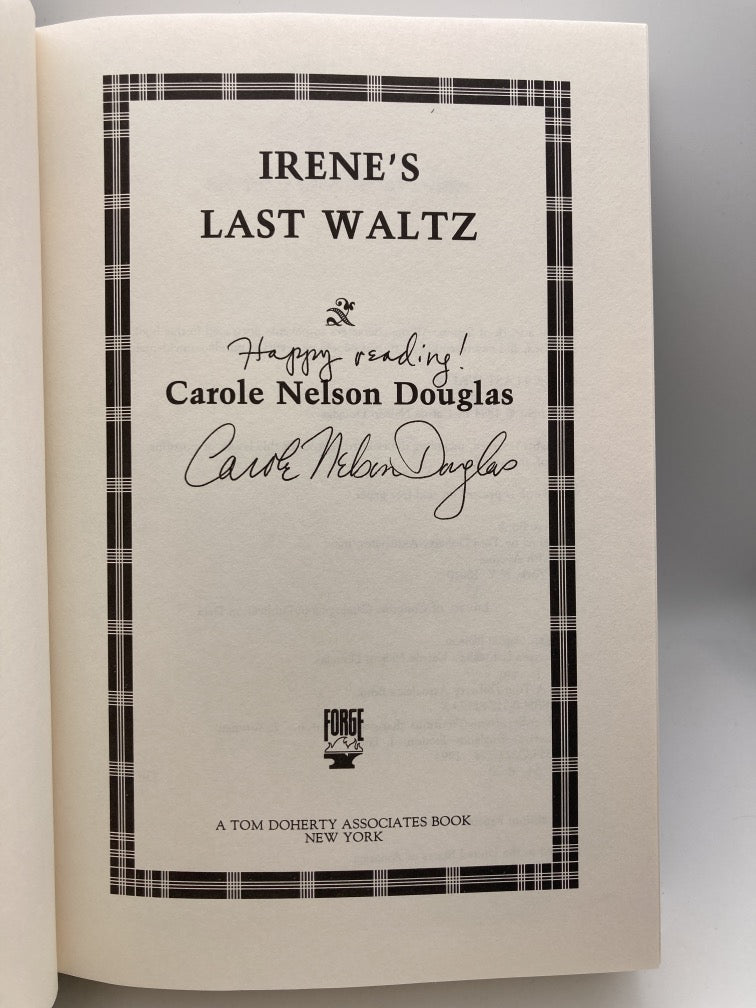 IRENE'S
LAST WALTZ
Happy reading!
Carole Nelson Douglas
Carole Nelson Douglas
FORGE
A TOM DOHERTY ASSOCIATES BOOK
NEW YORK